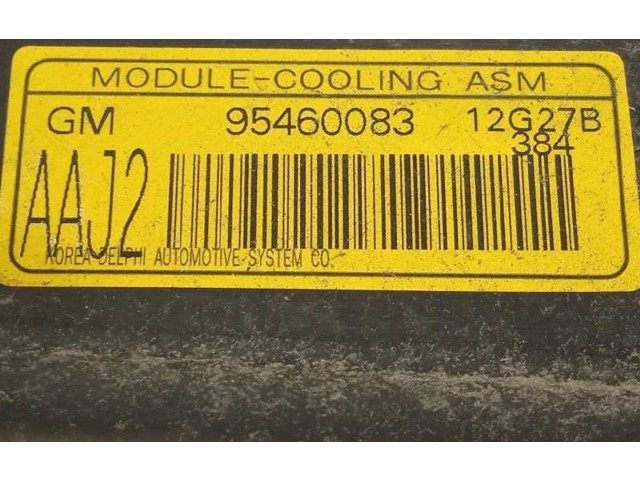 MODULE-COOLING ASM
GM 95460083 12G27B
384
AAJ2
KOREA DELPHI AUTOMOTIVE SYSTEM CO.